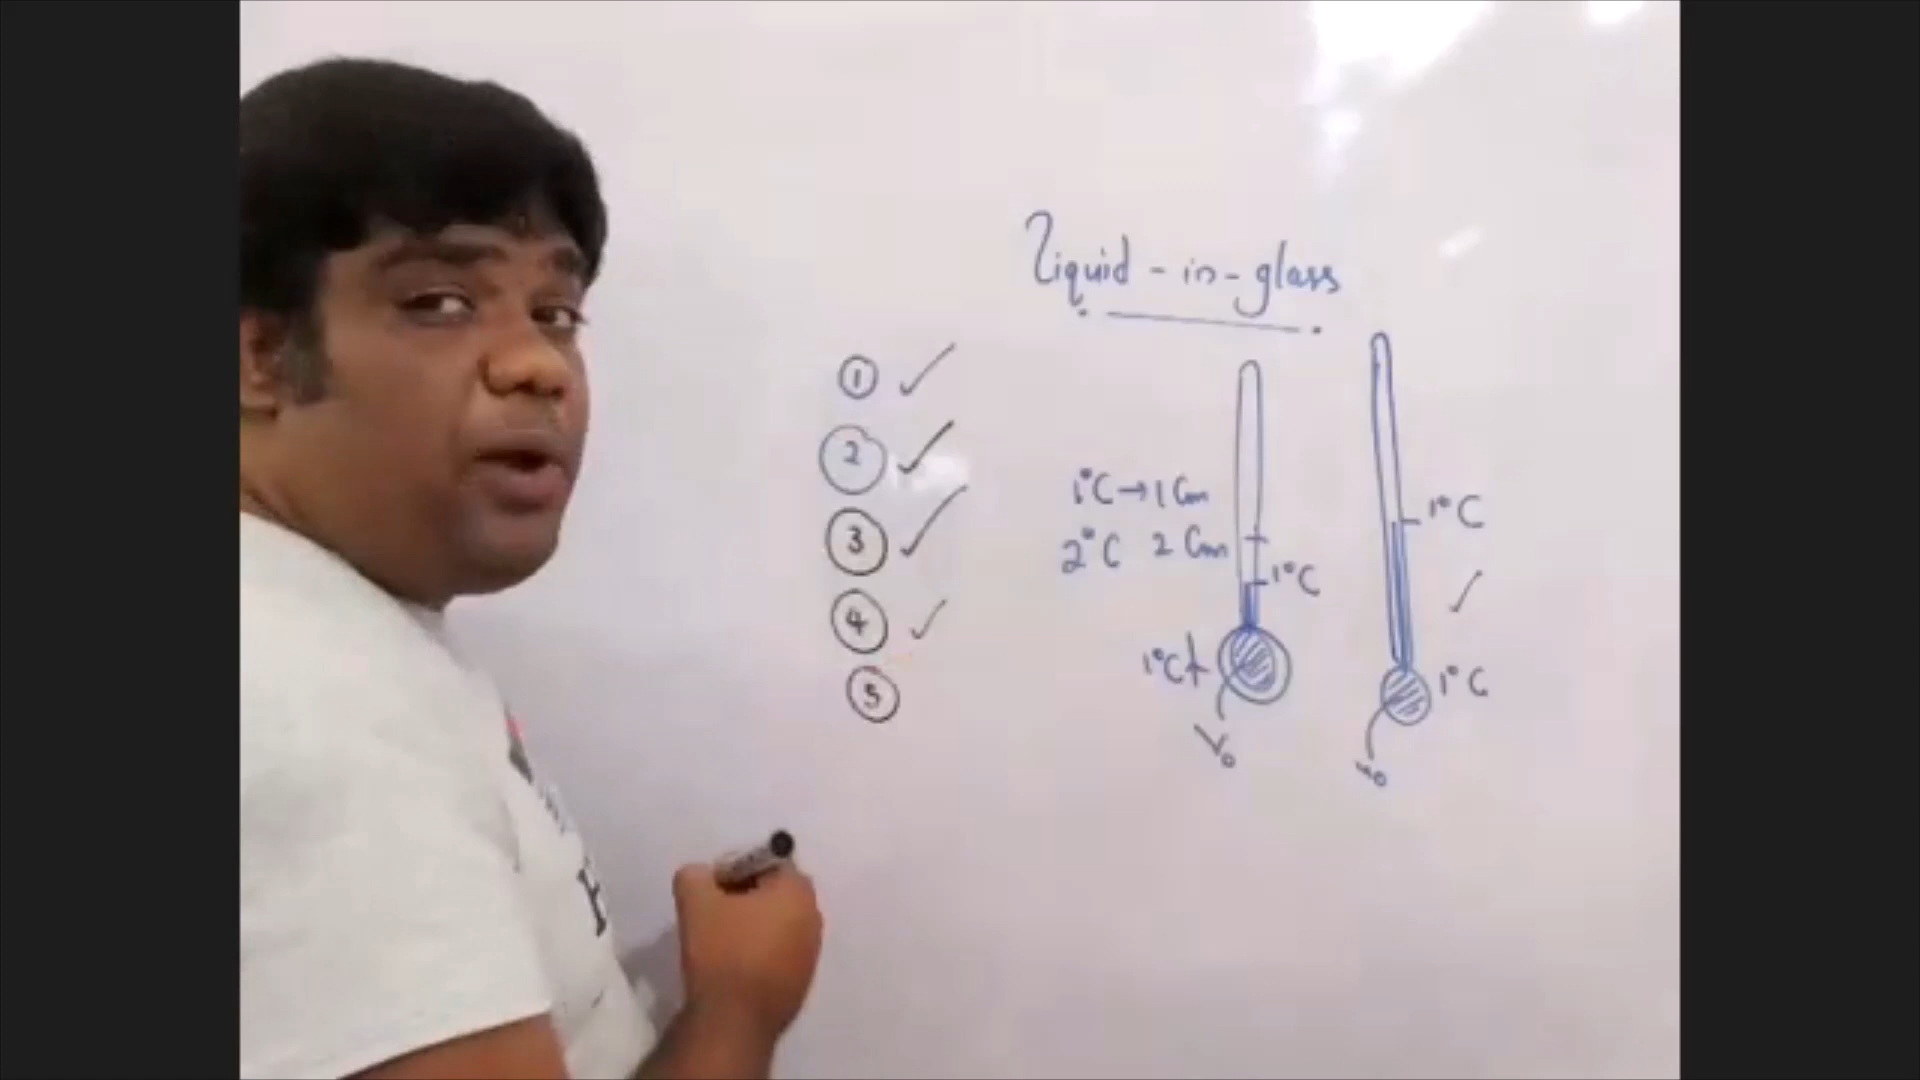 Liquid-in-glass
1 ✓
2 ✓
3 ✓
4 ✓
5
1°C → 1 Cm
2°C 2 Cm
1°C
1°C
V₀
1°C
✓
1°C